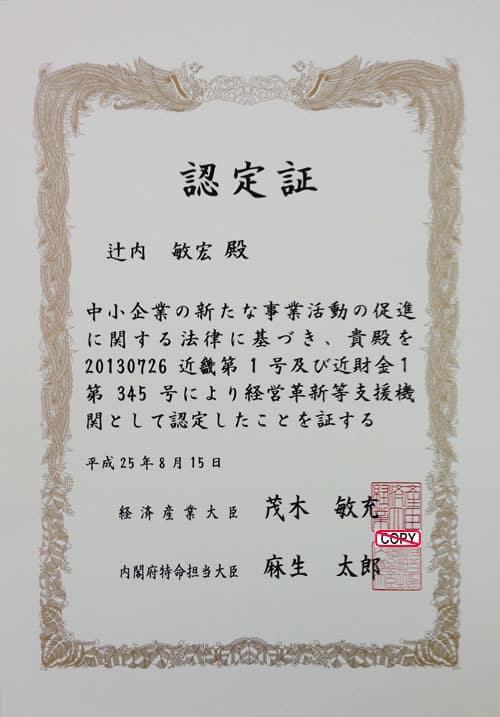 認定証
辻内 敏宏 殿
中小企業の新たな事業活動の促進
に関する法律に基づき、貴殿を
20130726 近畿第 1 号及び近財金1
第 345 号により経営革新等支援機
関として認定したことを証する
平成25年8月15日
経済産業大臣 茂木 敏充
COPY
内閣府特命担当大臣 麻生 太郎